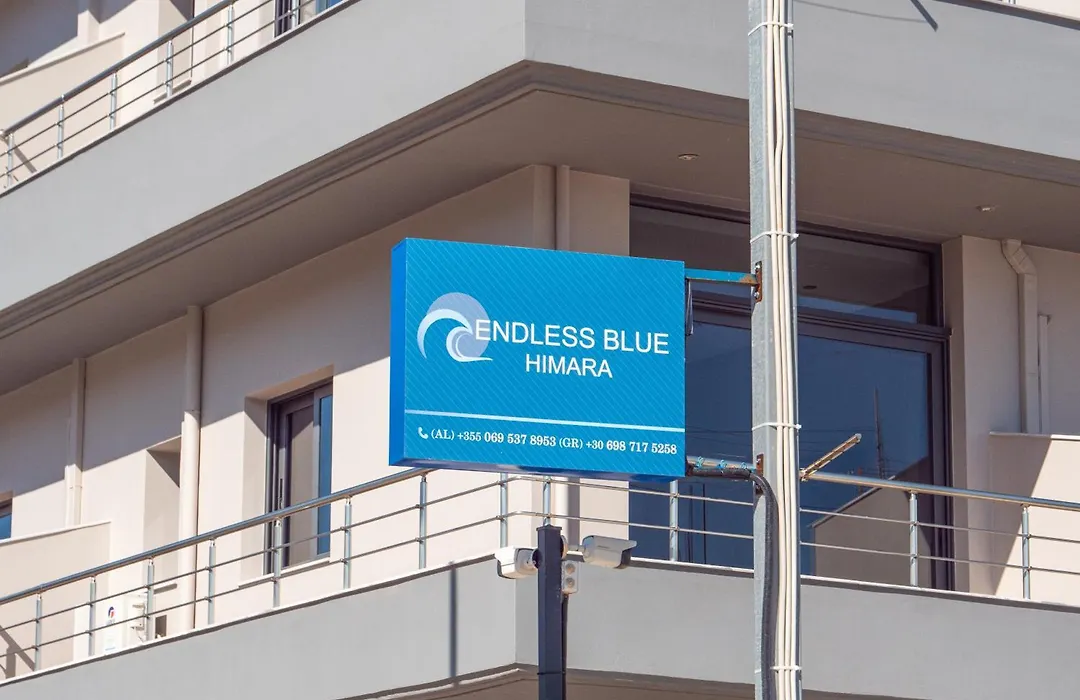 ENDLESS BLUE
HIMARA
(AL) +355 069 537 8953 (GR) +30 698 717 5258